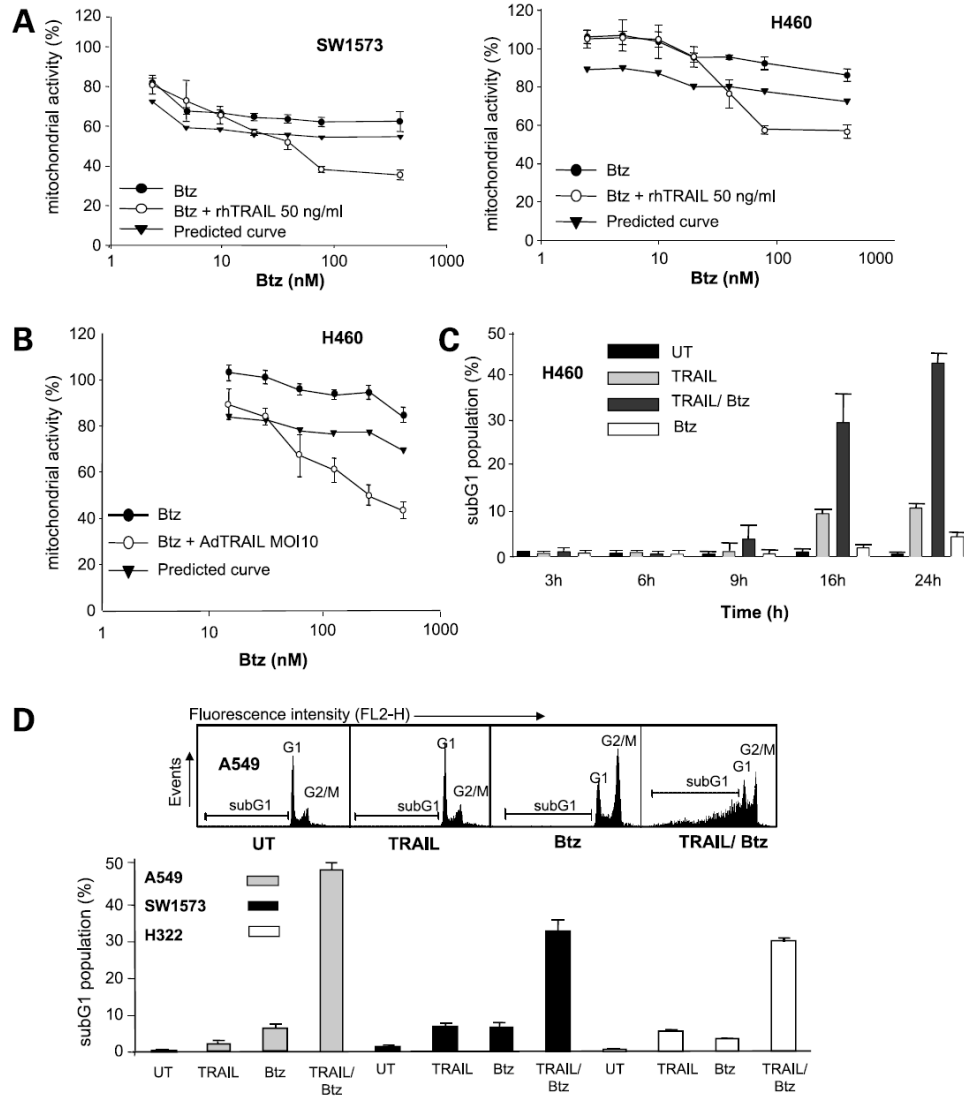 A
SW1573
mitochondrial activity (%)
120
100
80
60
40
20
0
Btz
Btz + rhTRAIL 50 ng/ml
Predicted curve
1
10
100
1000
Btz (nM)
H460
mitochondrial activity (%)
120
100
80
60
40
20
0
Btz
Btz + rhTRAIL 50 ng/ml
Predicted curve
1
10
100
1000
Btz (nM)
B
H460
mitochondrial activity (%)
120
100
80
60
40
20
0
Btz
Btz + AdTRAIL MOI10
Predicted curve
1
10
100
1000
Btz (nM)
C
H460
subG1 population (%)
50
40
30
20
10
0
UT
TRAIL
TRAIL/ Btz
Btz
3h
6h
9h
16h
24h
Time (h)
D
Fluorescence intensity (FL2-H)
Events
A549
G1
G2/M
subG1
UT
G1
G2/M
subG1
TRAIL
G1
G2/M
subG1
Btz
G1
G2/M
subG1
TRAIL/ Btz
subG1 population (%)
50
40
30
20
10
0
A549
SW1573
H322
UT
TRAIL
Btz
TRAIL/
Btz
UT
TRAIL
Btz
TRAIL/
Btz
UT
TRAIL
Btz
TRAIL/
Btz